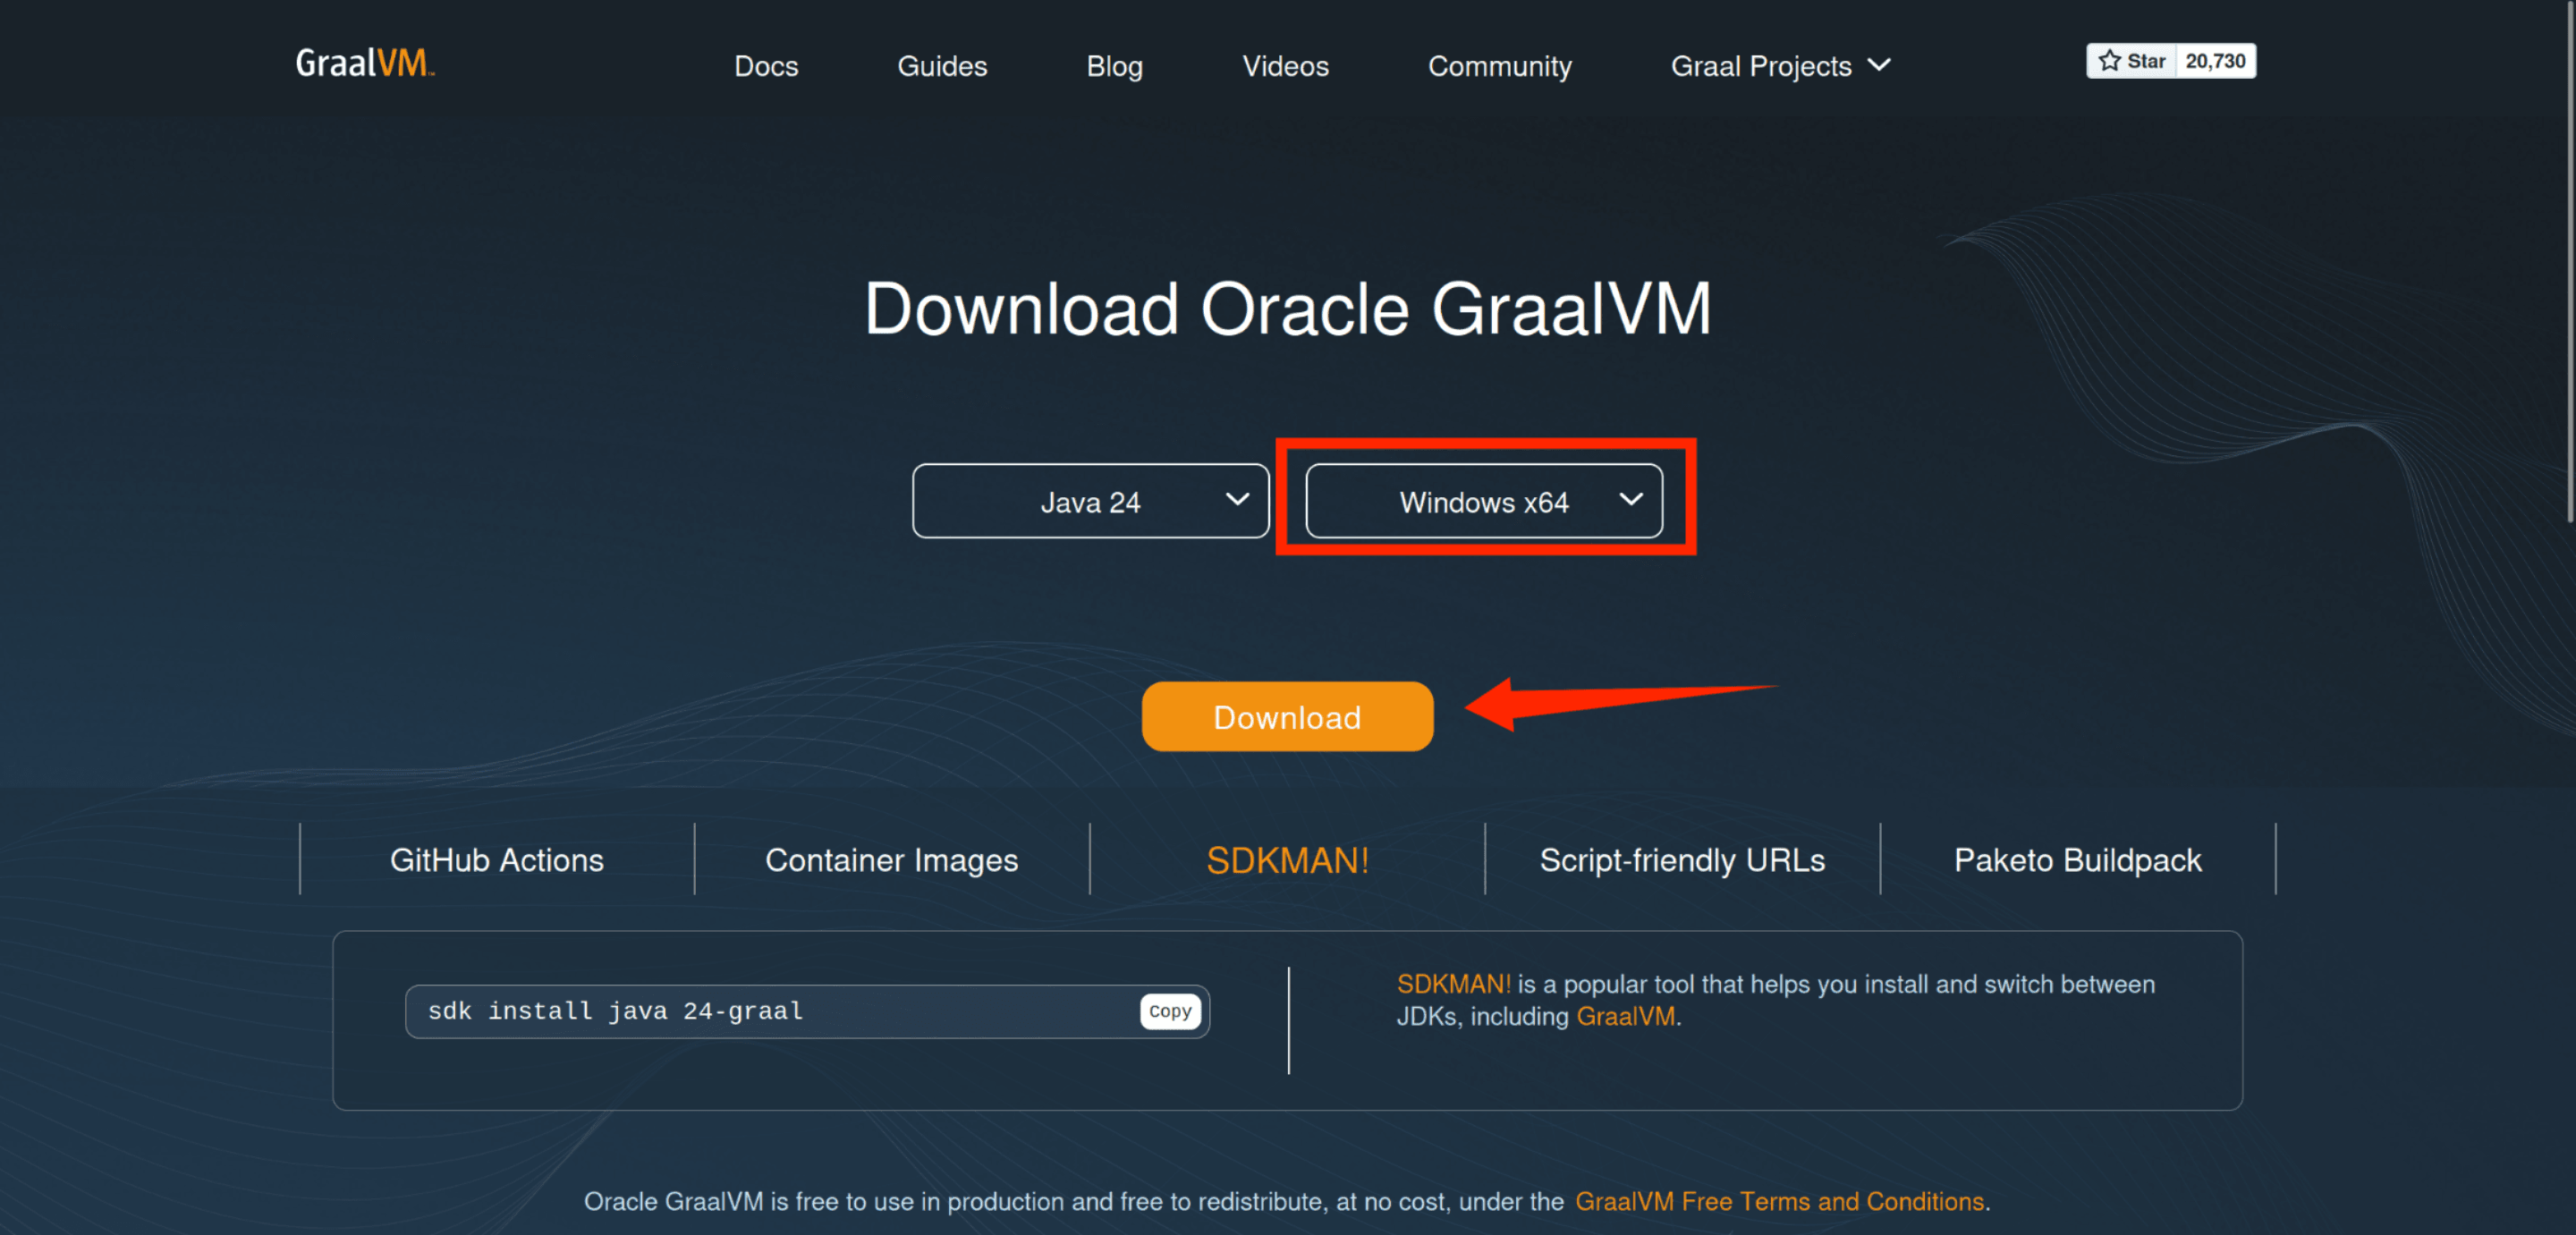 GraalVM™
Docs
Guides
Blog
Videos
Community
Graal Projects
Star 20,730
Download Oracle GraalVM
Java 24
Windows x64
Download
GitHub Actions
Container Images
SDKMAN!
Script-friendly URLs
Paketo Buildpack
sdk install java 24-graal
Copy
SDKMAN! is a popular tool that helps you install and switch between
JDKs, including GraalVM.
Oracle GraalVM is free to use in production and free to redistribute, at no cost, under the GraalVM Free Terms and Conditions.